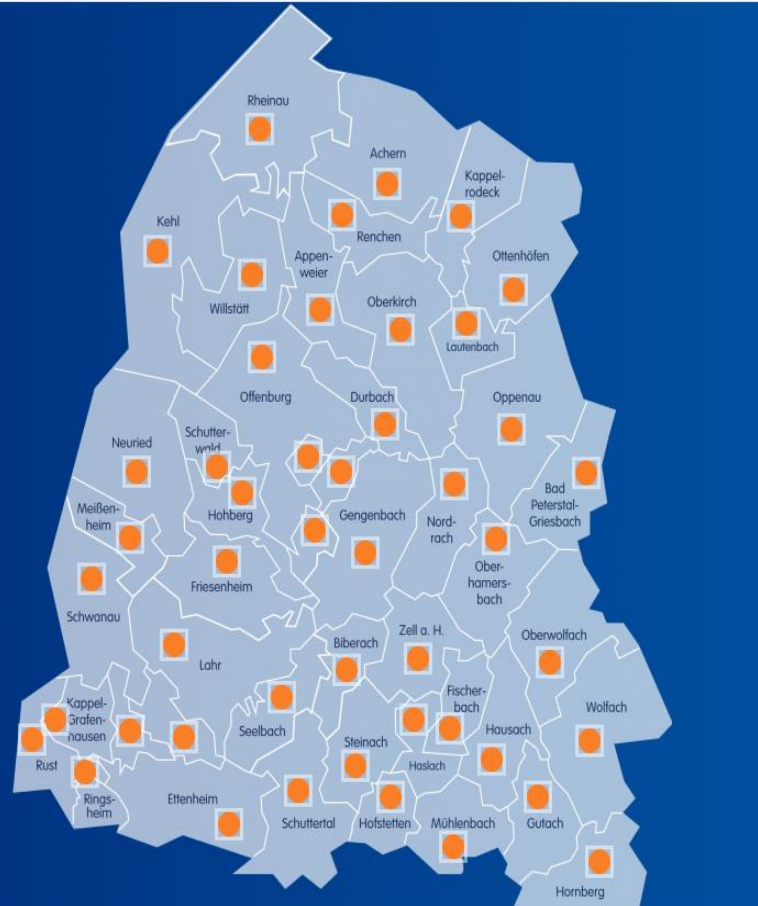 Rheinau
Achern
Kappel-
rodeck
Kehl
Renchen
Appen-
weier
Ottenhöfen
Willstätt
Oberkirch
Lautenbach
Offenburg
Durbach
Oppenau
Schutter-
wald
Neuried
Bad
Peterstal-
Griesbach
Meißen-
heim
Hohberg
Gengenbach
Nord-
rach
Ober-
hamers-
bach
Friesenheim
Schwanau
Biberach
Zell a. H.
Oberwolfach
Lahr
Fischer-
bach
Wolfach
Kappel-
Grafen-
hausen
Seelbach
Steinach
Hausach
Haslach
Rust
Rings-
heim
Ettenheim
Schuttertal
Hofstetten
Mühlenbach
Gutach
Hornberg